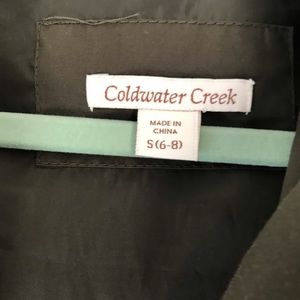 Coldwater Creek
MADE IN
CHINA
S(6-8)